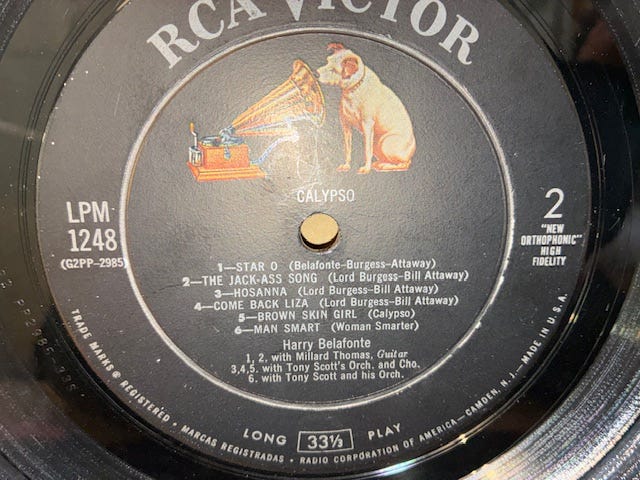 RCA VICTOR
CALYPSO
LPM
1248
(G2PP-2985)
2
"NEW
ORTHOPHONIC"
HIGH
FIDELITY
1—STAR O (Belafonte-Burgess-Attaway)
2—THE JACK-ASS SONG (Lord Burgess-Bill Attaway)
3—HOSANNA (Lord Burgess-Bill Attaway)
4—COME BACK LIZA (Lord Burgess-Bill Attaway)
5—BROWN SKIN GIRL (Calypso)
6—MAN SMART (Woman Smarter)
Harry Belafonte
1, 2. with Millard Thomas, Guitar
3,4,5. with Tony Scott's Orch. and Cho.
6. with Tony Scott and his Orch.
LONG 33⅓ PLAY
TRADE MARKS ® REGISTERED • MARCAS REGISTRADAS • RADIO CORPORATION OF AMERICA—CAMDEN, N. J.—MADE IN U.S.A.